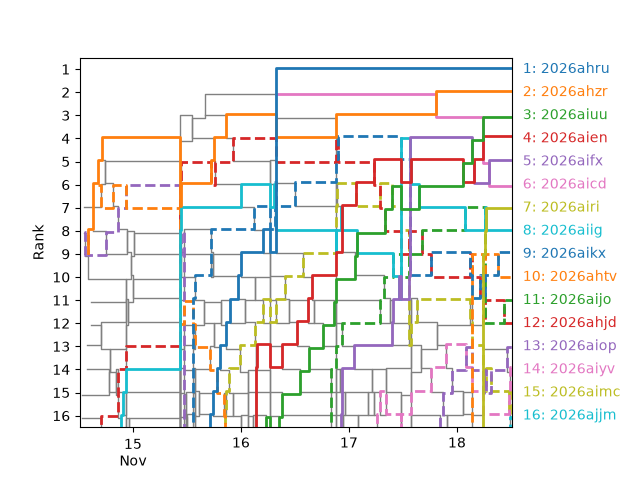 1
2
3
4
5
6
7
8
9
10
11
12
13
14
15
16
Rank
15
Nov
16
17
18
1: 2026ahru
2: 2026ahzr
3: 2026aiuu
4: 2026aien
5: 2026aifx
6: 2026aicd
7: 2026airi
8: 2026aiig
9: 2026aikx
10: 2026ahtv
11: 2026aijo
12: 2026ahjd
13: 2026aiop
14: 2026aiyv
15: 2026aimc
16: 2026ajjm